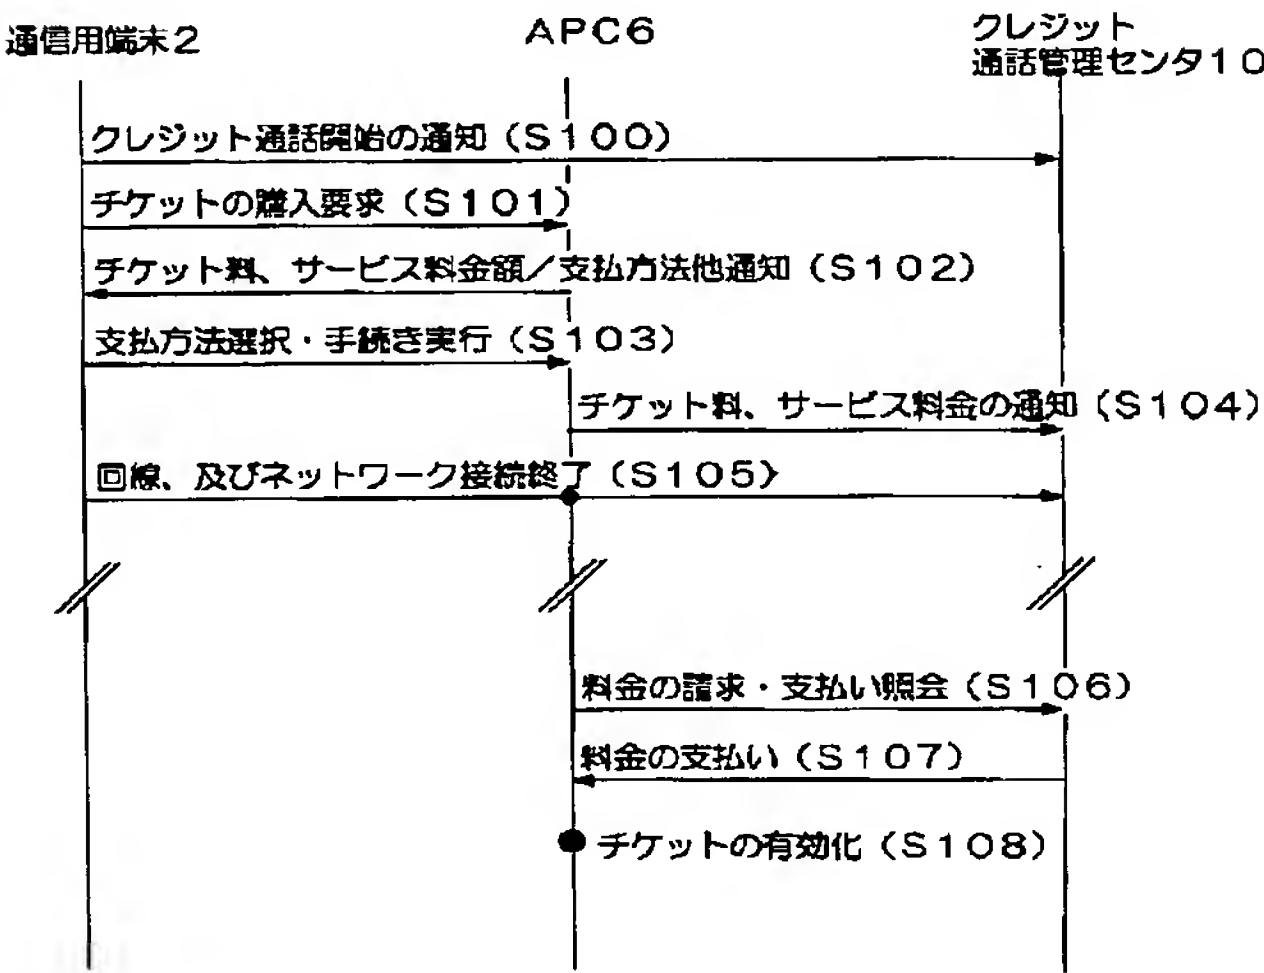 通信用端末2
APC6
クレジット
通話管理センタ10
クレジット通話開始の通知(S100)
チケットの購入要求(S101)
チケット料、サービス料金額/支払方法他通知(S102)
支払方法選択・手続き実行(S103)
チケット料、サービス料金の通知(S104)
回線、及びネットワーク接続終了(S105)
料金の請求・支払い照会(S106)
料金の支払い(S107)
チケットの有効化(S108)